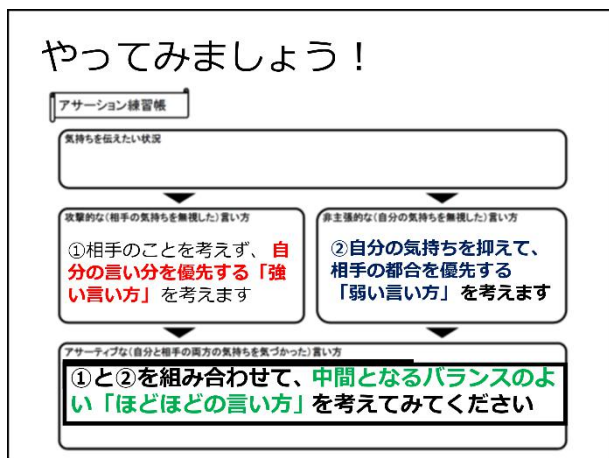 やってみましょう！
アサーション練習帳
気持ちを伝えたい状況
攻撃的な(相手の気持ちを無視した)言い方
①相手のことを考えず、自
分の言い分を優先する「強
い言い方」を考えます
非主張的な(自分の気持ちを無視した)言い方
②自分の気持ちを抑えて、
相手の都合を優先する
「弱い言い方」を考えます
アサーティブな(自分と相手の両方の気持ちを気づかった)言い方
①と②を組み合わせて、中間となるバランスのよ
い「ほどほどの言い方」を考えてみてください